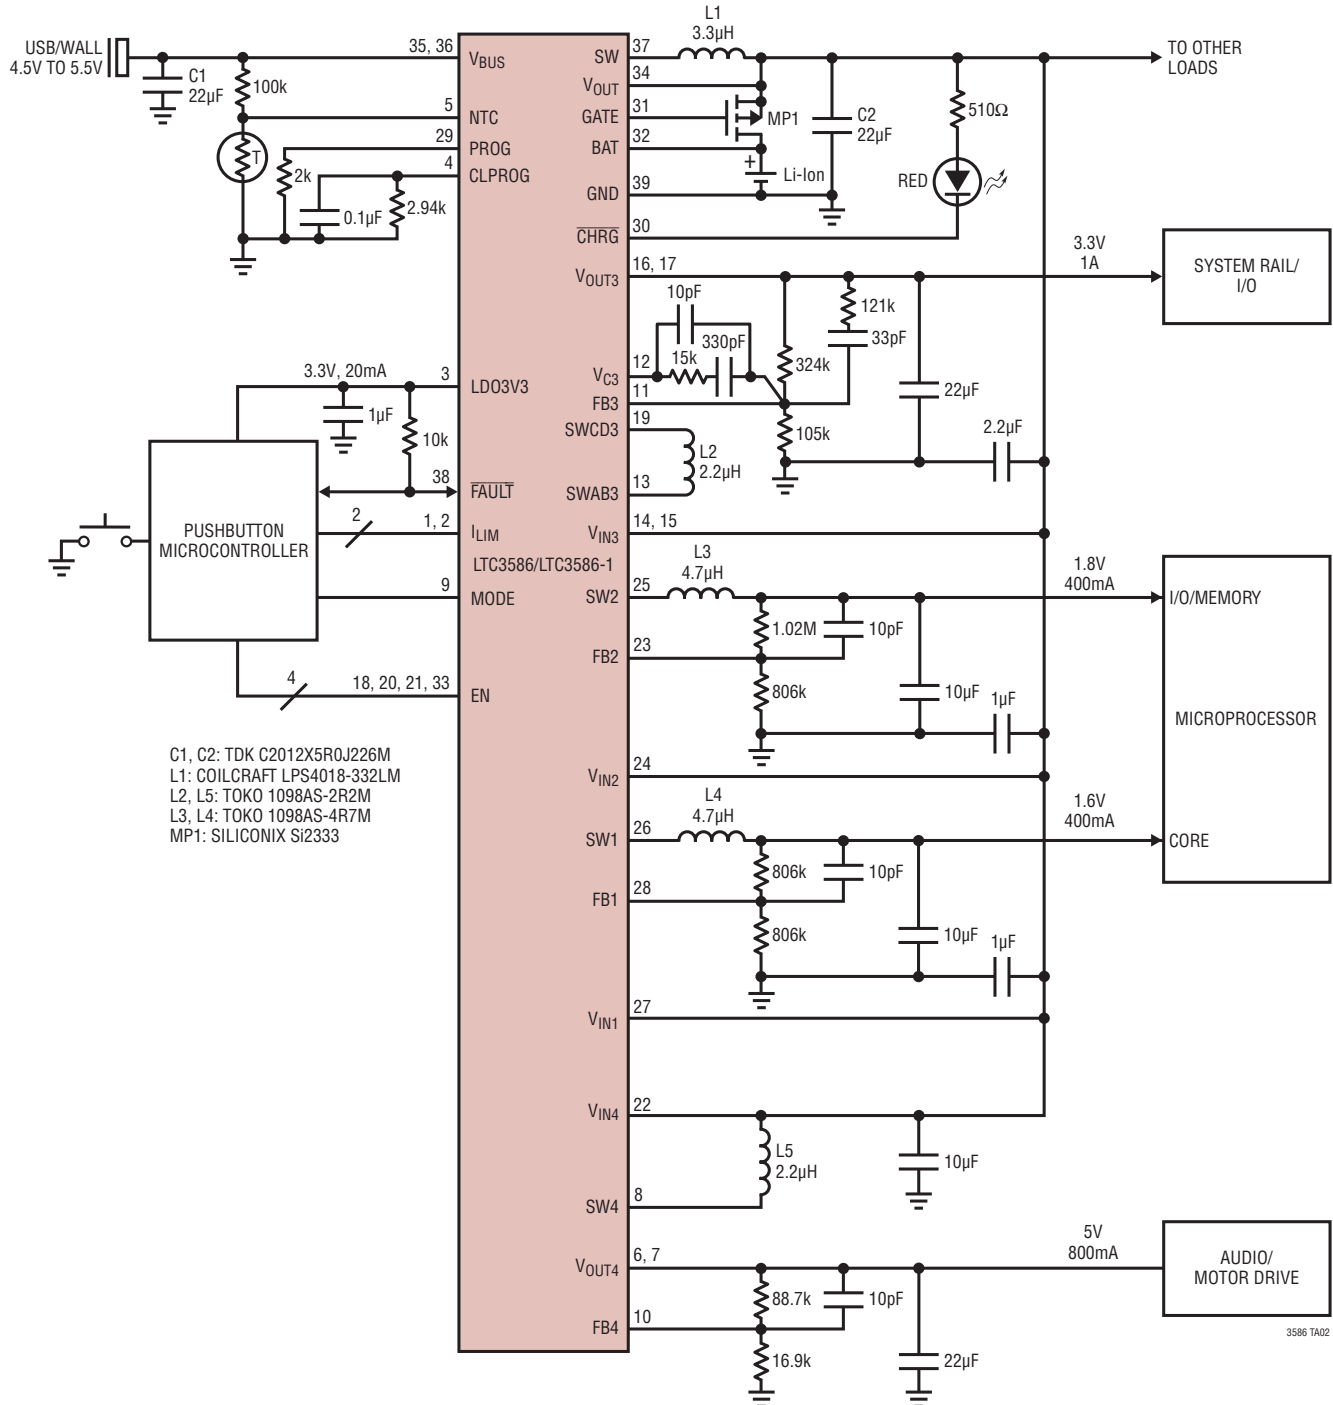 L1
3.3µH
USB/WALL
4.5V TO 5.5V
C1
22µF
100k
T
2k
0.1µF
2.94k
35, 36
VBUS
5
NTC
29
PROG
4
CLPROG
SW
37
VOUT
34
GATE
31
BAT
32
GND
39
CHRG
30
MP1
+
Li-Ion
C2
22µF
510Ω
RED
TO OTHER
LOADS
VOUT3
16, 17
3.3V
1A
SYSTEM RAIL/
I/O
10pF
330pF
15k
VC3
12
FB3
11
121k
33pF
324k
105k
22µF
2.2µF
SWCD3
19
L2
2.2µH
SWAB3
13
VIN3
14, 15
3.3V, 20mA
3
LDO3V3
1µF
10k
38
FAULT
2
1, 2
ILIM
PUSHBUTTON
MICROCONTROLLER
LTC3586/LTC3586-1
9
MODE
4
18, 20, 21, 33
EN
L3
4.7µH
SW2
25
1.8V
400mA
I/O/MEMORY
1.02M
10pF
FB2
23
806k
10µF
1µF
MICROPROCESSOR
VIN2
24
L4
4.7µH
SW1
26
1.6V
400mA
CORE
806k
10pF
FB1
28
806k
10µF
1µF
VIN1
27
VIN4
22
L5
2.2µH
10µF
SW4
8
VOUT4
6, 7
5V
800mA
AUDIO/
MOTOR DRIVE
88.7k
10pF
FB4
10
16.9k
22µF
C1, C2: TDK C2012X5R0J226M
L1: COILCRAFT LPS4018-332LM
L2, L5: TOKO 1098AS-2R2M
L3, L4: TOKO 1098AS-4R7M
MP1: SILICONIX Si2333
3586 TA02